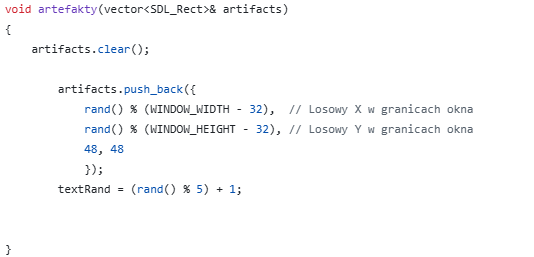 void artefakty(vector<SDL_Rect>& artifacts)
{
    artifacts.clear();
        artifacts.push_back({
            rand() % (WINDOW_WIDTH - 32),  // Losowy X w granicach okna
            rand() % (WINDOW_HEIGHT - 32), // Losowy Y w granicach okna
            48, 48
            });
        textRand = (rand() % 5) + 1;
}